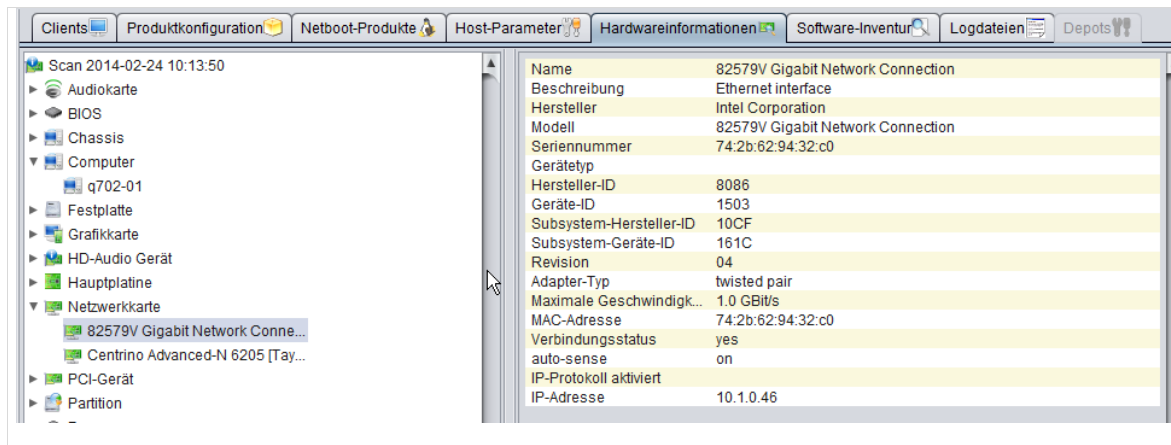 Clients Produktkonfiguration Netboot-Produkte Host-Parameter Hardwareinformationen Software-Inventur Logdateien Depots
Scan 2014-02-24 10:13:50
Audiokarte
BIOS
Chassis
Computer
q702-01
Festplatte
Grafikkarte
HD-Audio Gerät
Hauptplatine
Netzwerkkarte
82579V Gigabit Network Conne...
Centrino Advanced-N 6205 [Tay...
PCI-Gerät
Partition
Name 82579V Gigabit Network Connection
Beschreibung Ethernet interface
Hersteller Intel Corporation
Modell 82579V Gigabit Network Connection
Seriennummer 74:2b:62:94:32:c0
Gerätetyp
Hersteller-ID 8086
Geräte-ID 1503
Subsystem-Hersteller-ID 10CF
Subsystem-Geräte-ID 161C
Revision 04
Adapter-Typ twisted pair
Maximale Geschwindigk... 1.0 GBit/s
MAC-Adresse 74:2b:62:94:32:c0
Verbindungsstatus yes
auto-sense on
IP-Protokoll aktiviert
IP-Adresse 10.1.0.46